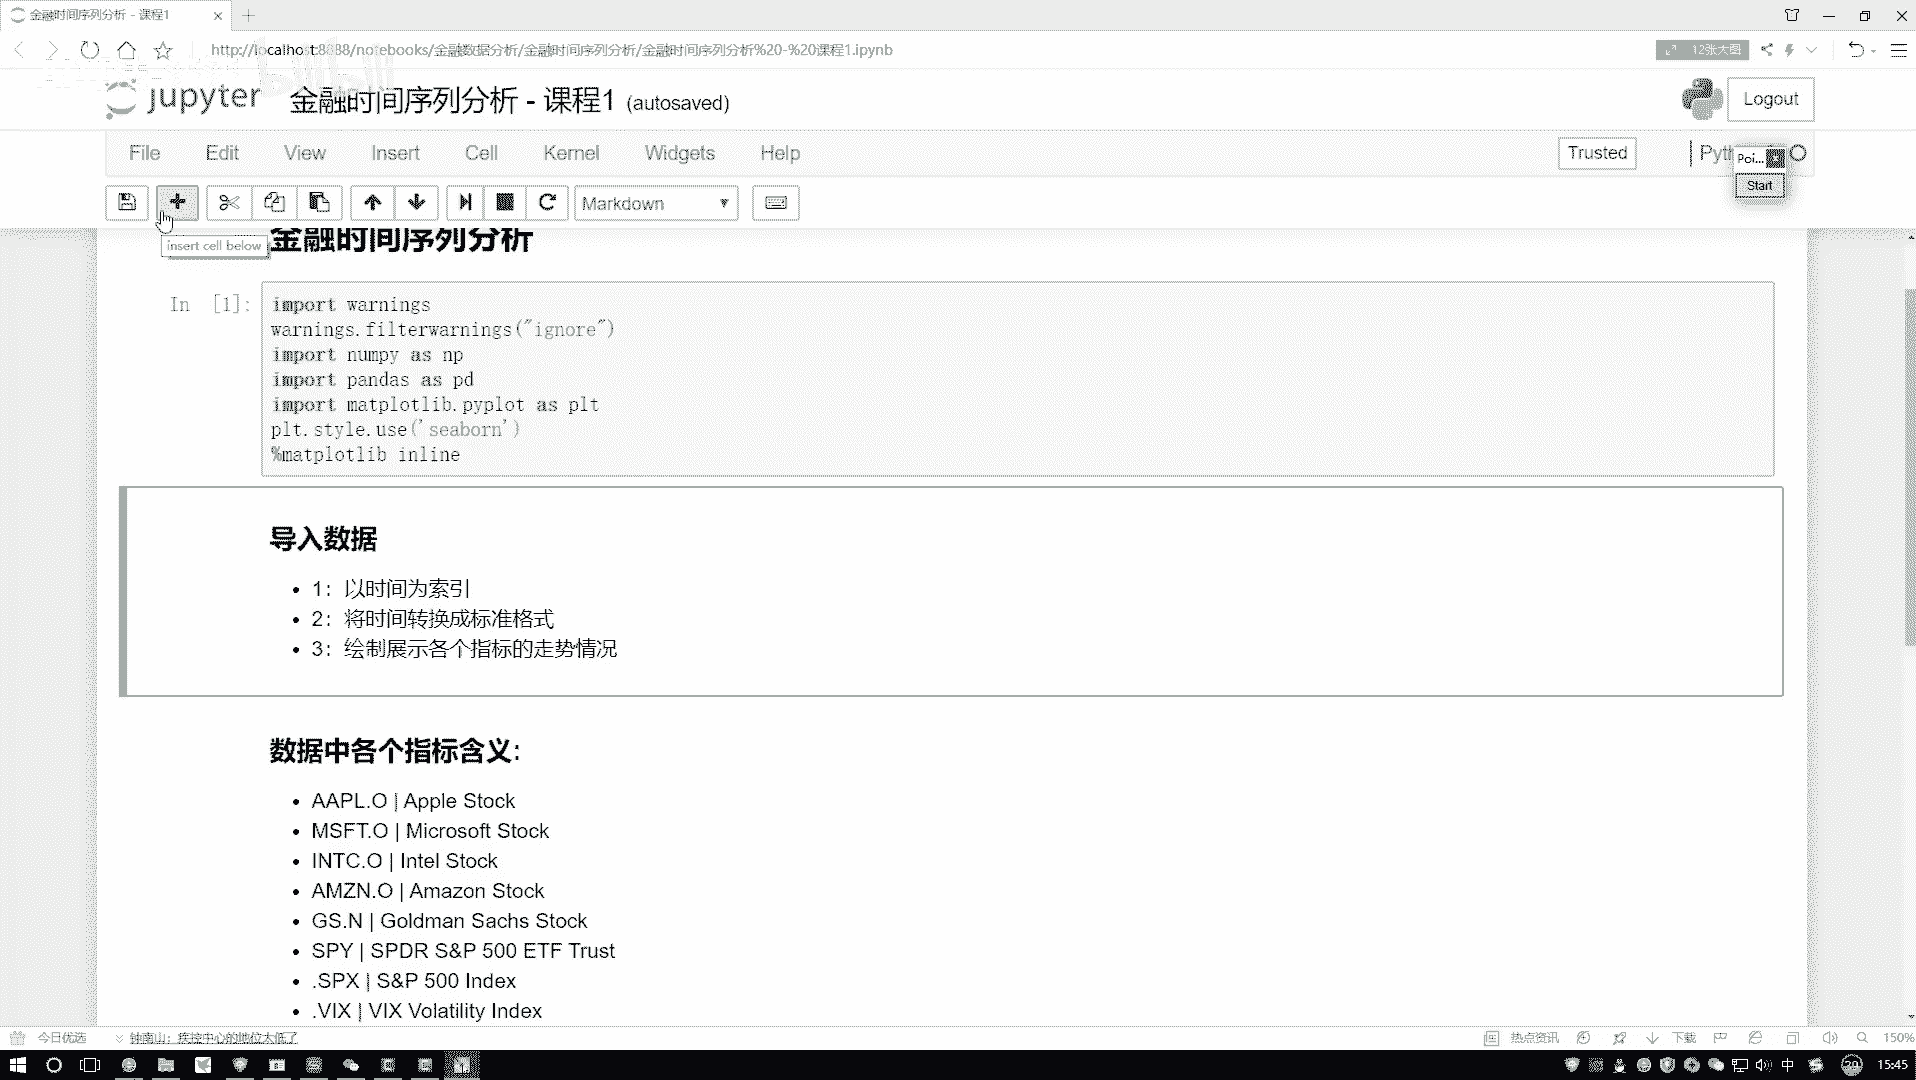 金融时间序列分析 - 课程1
http://localhost:8888/notebooks/金融数据分析/金融时间序列分析/金融时间序列分析%20-%20课程1.ipynb
12张大图
jupyter 金融时间序列分析 - 课程1 (autosaved)
Logout
File Edit View Insert Cell Kernel Widgets Help
Trusted
Poi...
Start
Markdown
insert cell below
金融时间序列分析
In [1]:
import warnings
warnings.filterwarnings("ignore")
import numpy as np
import pandas as pd
import matplotlib.pyplot as plt
plt.style.use('seaborn')
%matplotlib inline
导入数据
1：以时间为索引
2：将时间转换成标准格式
3：绘制展示各个指标的走势情况
数据中各个指标含义:
AAPL.O | Apple Stock
MSFT.O | Microsoft Stock
INTC.O | Intel Stock
AMZN.O | Amazon Stock
GS.N | Goldman Sachs Stock
SPY | SPDR S&P 500 ETF Trust
.SPX | S&P 500 Index
.VIX | VIX Volatility Index
今日优选
钟南山：疾控中心的地位太低了
热点资讯
下载
150%
中
15:45